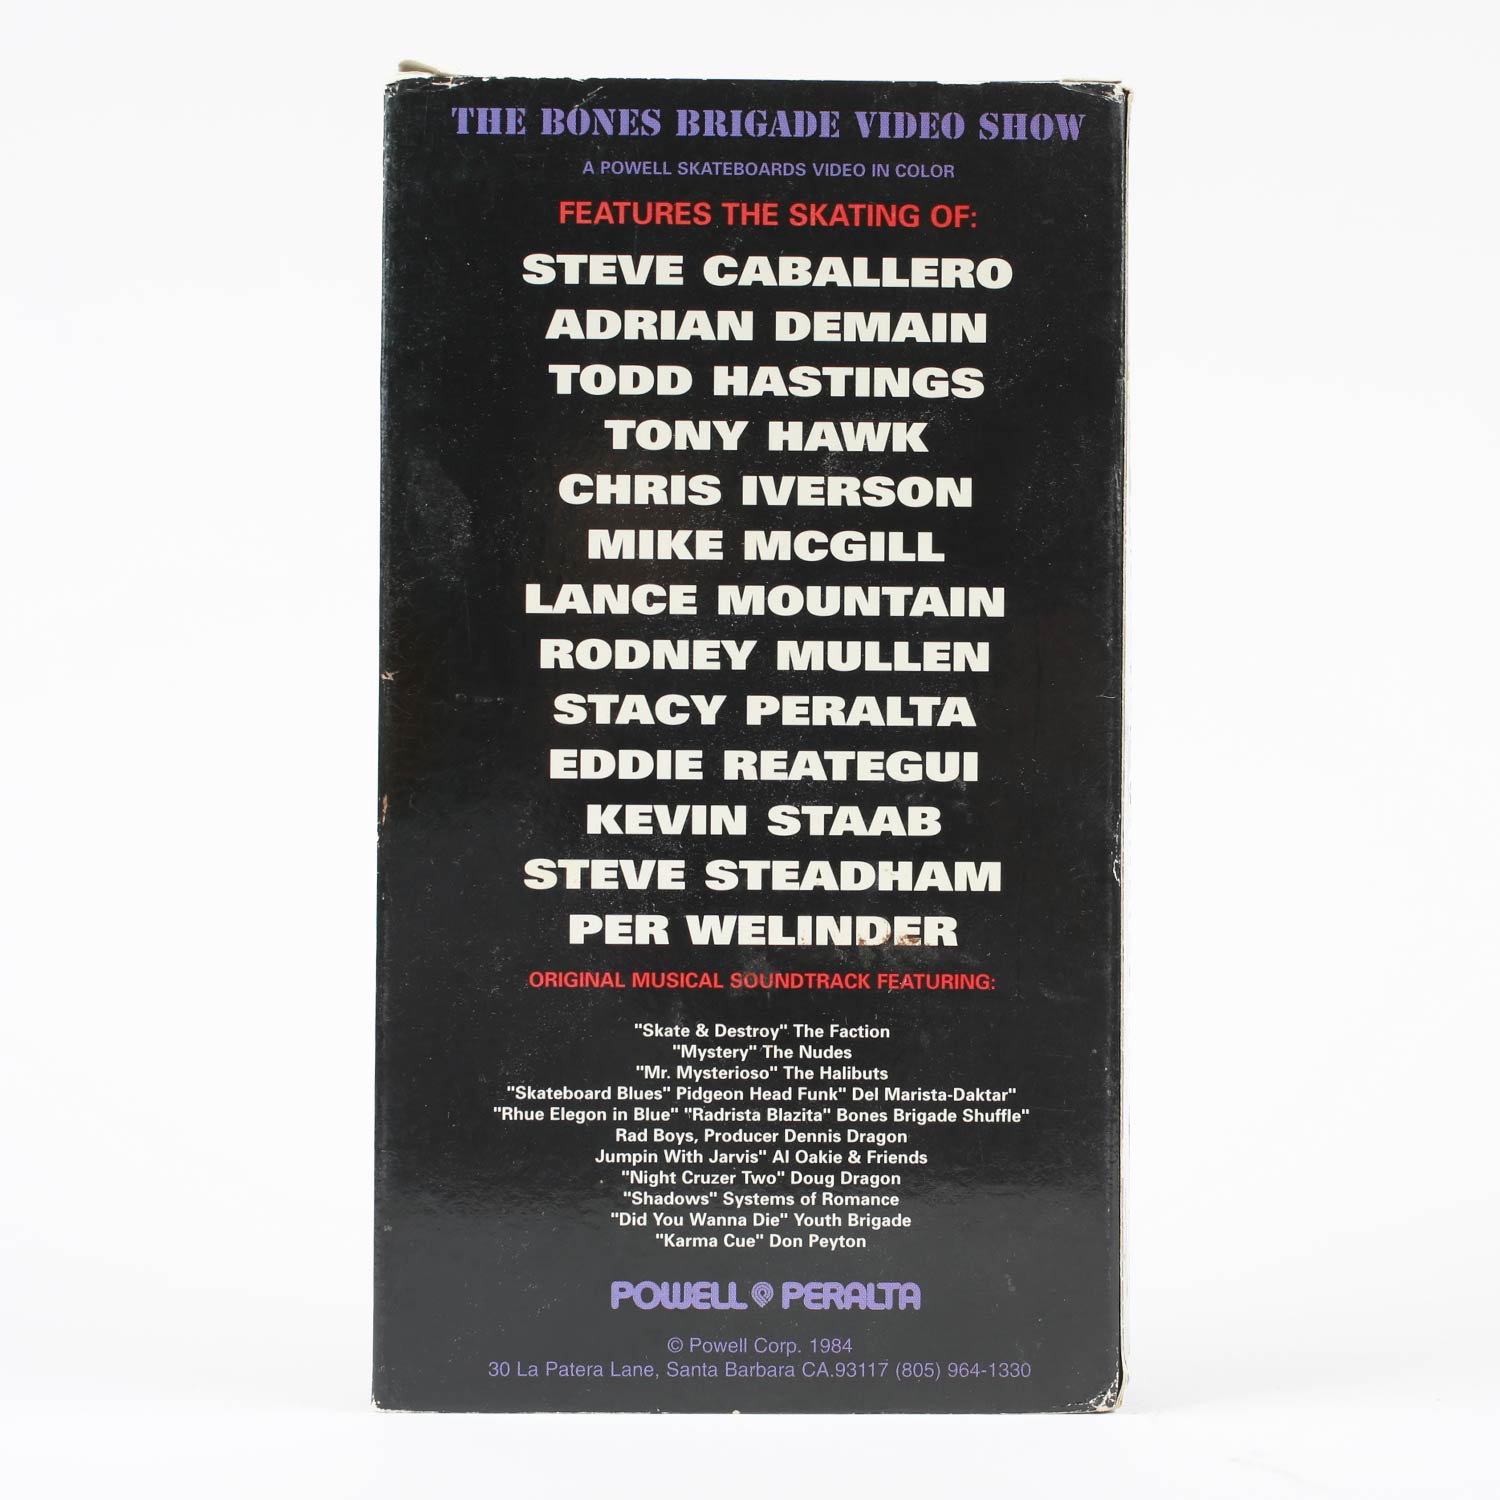 THE BONES BRIGADE VIDEO SHOW
A POWELL SKATEBOARDS VIDEO IN COLOR
FEATURES THE SKATING OF:
STEVE CABALLERO
ADRIAN DEMAIN
TODD HASTINGS
TONY HAWK
CHRIS IVERSON
MIKE MCGILL
LANCE MOUNTAIN
RODNEY MULLEN
STACY PERALTA
EDDIE REATEGUI
KEVIN STAAB
STEVE STEADHAM
PER WELINDER
ORIGINAL MUSICAL SOUNDTRACK FEATURING:
"Skate & Destroy" The Faction
"Mystery" The Nudes
"Mr. Mysterioso" The Halibuts
"Skateboard Blues" Pidgeon Head Funk" Del Marista-Daktar"
"Rhue Elegon in Blue" "Radrista Blazita" Bones Brigade Shuffle"
Rad Boys, Producer Dennis Dragon
Jumpin With Jarvis" Al Oakie & Friends
"Night Cruzer Two" Doug Dragon
"Shadows" Systems of Romance
"Did You Wanna Die" Youth Brigade
"Karma Cue" Don Peyton
POWELL PERALTA
© Powell Corp. 1984
30 La Patera Lane, Santa Barbara CA.93117 (805) 964-1330